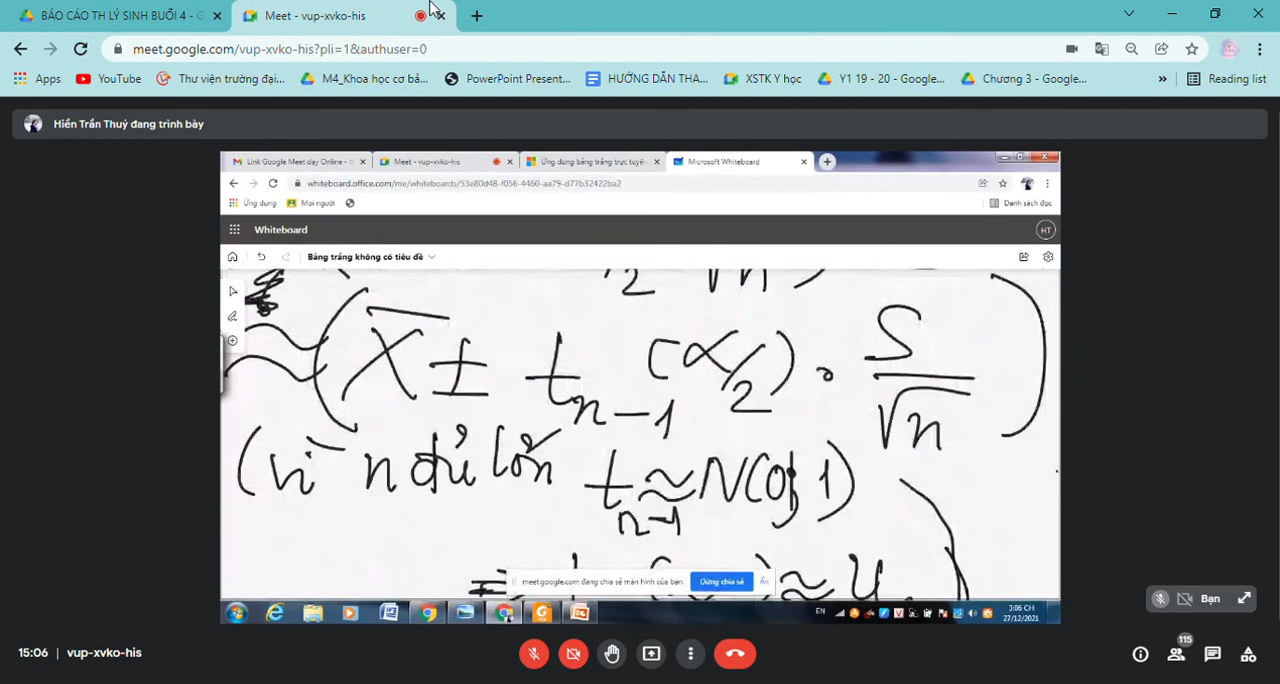 BÁO CÁO TH LÝ SINH BUỔI 4 - G
Meet - vup-xvko-his
meet.google.com/vup-xvko-his?pli=1&authuser=0
Apps YouTube Thư viện trường đại... M4_Khoa học cơ bả... PowerPoint Present... HƯỚNG DẪN THA... XSTK Y học Y1 19 - 20 - Google... Chương 3 - Google... » Reading list
Hiền Trần Thuý đang trình bày
Link Google Meet dạy Online - Meet - vup-xvko-his Ứng dụng bảng trắng trực tuyến Microsoft Whiteboard
whiteboard.office.com/me/whiteboards/53e80d48-f056-4460-aa79-d77b32422ba2
Ứng dụng Mọi người Danh sách đọc
Whiteboard HT
Bảng trắng không có tiêu đề
2 √n )
≈ ( X̄ ± t n-1 (α/2) . S/√n )
(vì n đủ lớn t n-1 ≈ N(0; 1)
≈ U
meet.google.com đang chia sẻ màn hình của bạn. Dừng chia sẻ Ẩn
EN 3:06 CH
27/12/2021
Bạn
15:06 | vup-xvko-his
115